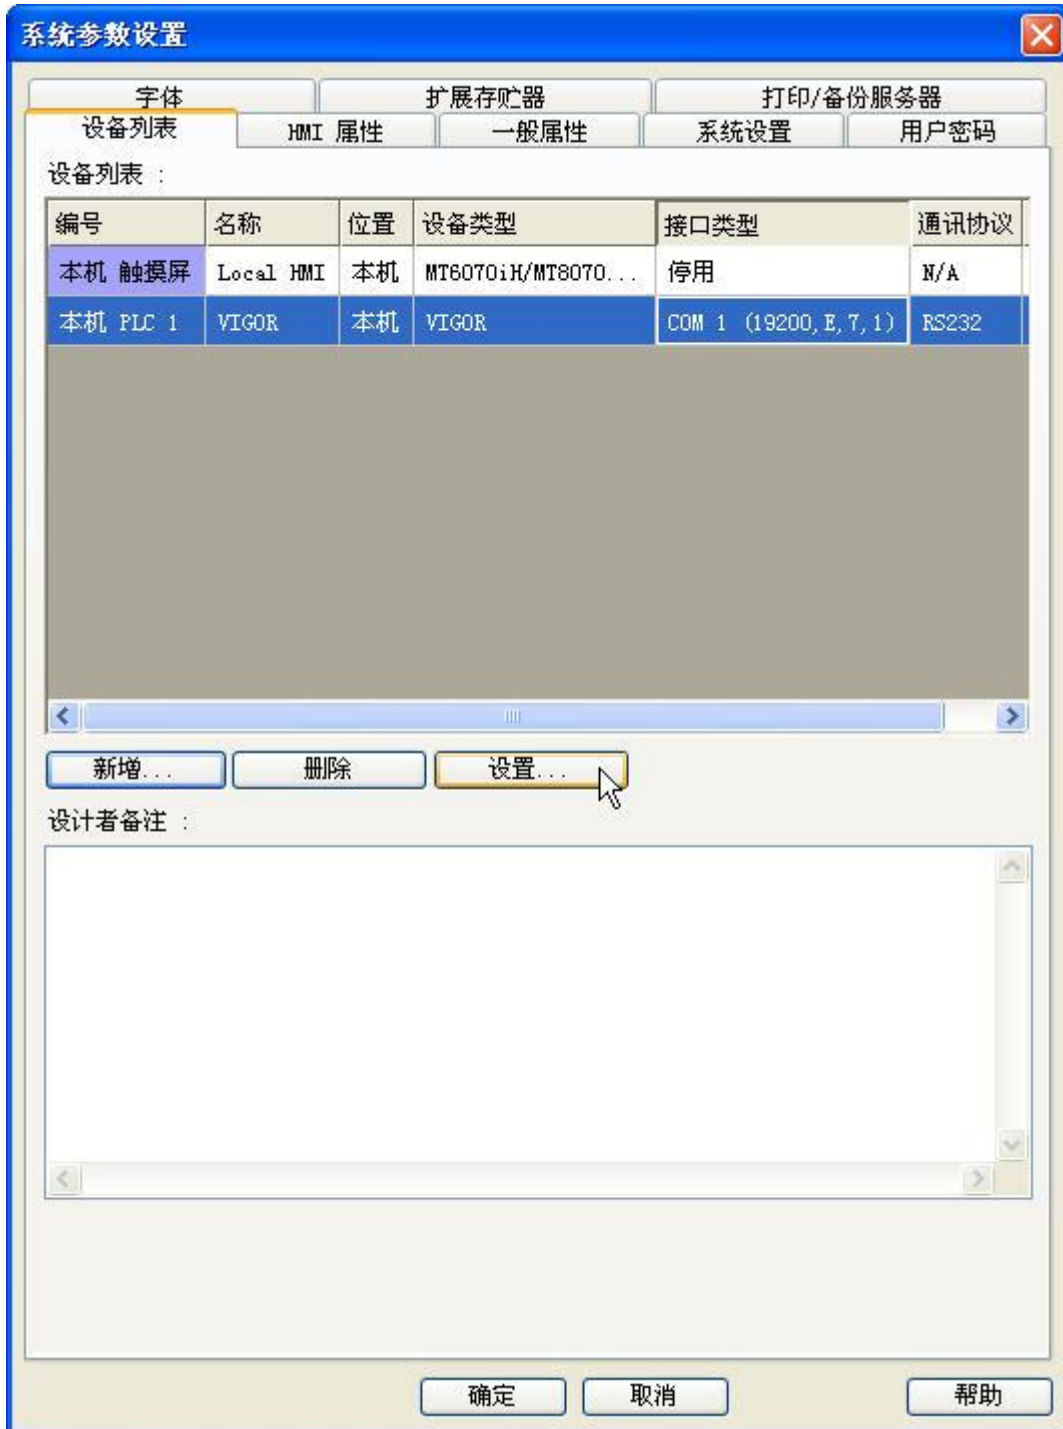 系统参数设置
字体 扩展存贮器 打印/备份服务器
设备列表 HMI 属性 一般属性 系统设置 用户密码
设备列表 :
编号 名称 位置 设备类型 接口类型 通讯协议
本机 触摸屏 Local HMI 本机 MT6070iH/MT8070... 停用 N/A
本机 PLC 1 VIGOR 本机 VIGOR COM 1 (19200,E,7,1) RS232
新增... 删除 设置...
设计者备注 :
确定 取消 帮助